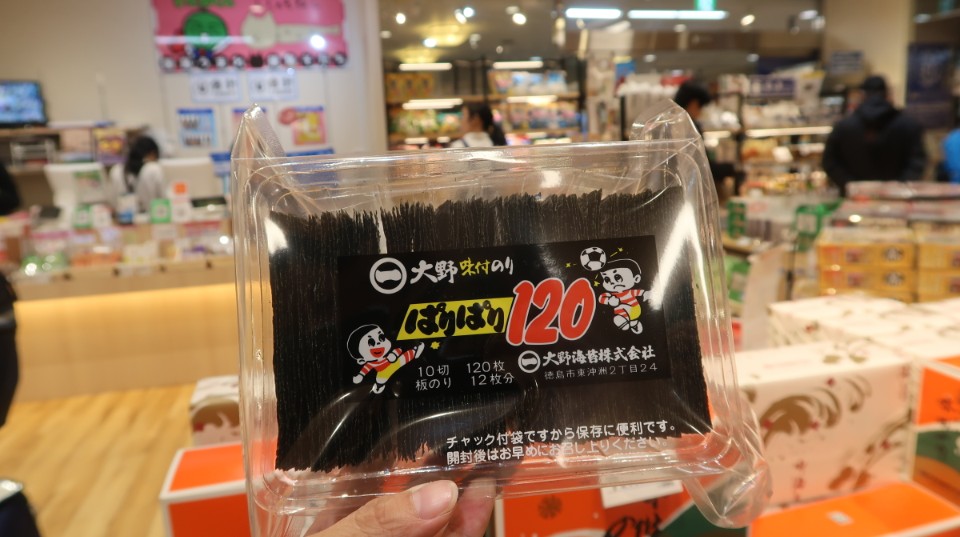 大野味付のり
ぱりぱり120
10切 120枚
板のり 12枚分
大野海苔株式会社
徳島市東沖洲2丁目24
チャック付袋ですから保存に便利です。
開封後はお早めにお召し上りください。